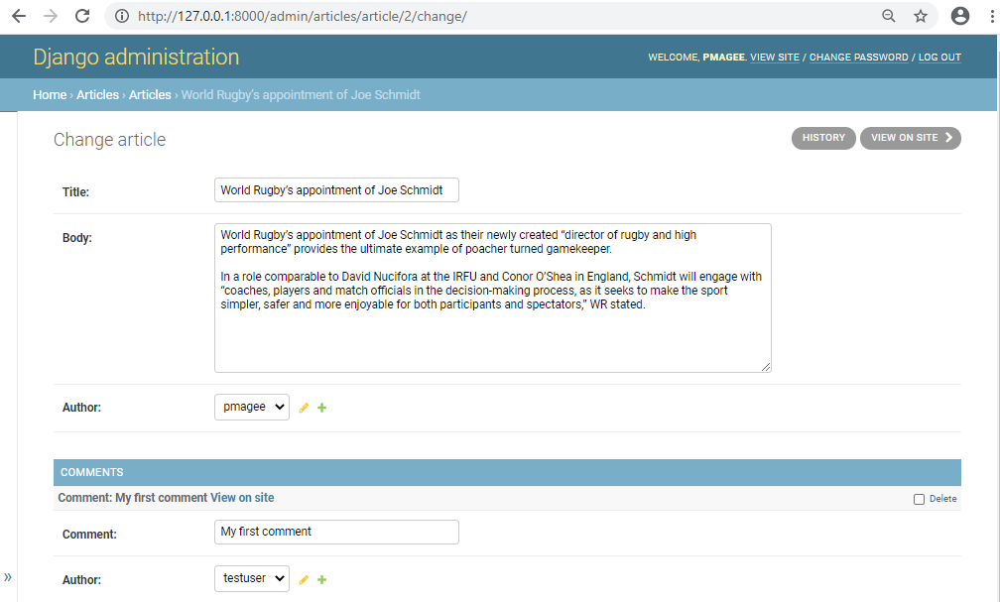 http://127.0.0.1:8000/admin/articles/article/2/change/
Django administration
WELCOME, PMAGEE. VIEW SITE / CHANGE PASSWORD / LOG OUT
Home › Articles › Articles › World Rugby’s appointment of Joe Schmidt
Change article
HISTORY
VIEW ON SITE
Title:
World Rugby’s appointment of Joe Schmidt
Body:
World Rugby’s appointment of Joe Schmidt as their newly created “director of rugby and high
performance” provides the ultimate example of poacher turned gamekeeper.
In a role comparable to David Nucifora at the IRFU and Conor O’Shea in England, Schmidt will engage with
“coaches, players and match officials in the decision-making process, as it seeks to make the sport
simpler, safer and more enjoyable for both participants and spectators,” WR stated.
Author:
pmagee
COMMENTS
Comment: My first comment View on site
Delete
Comment:
My first comment
»
Author:
testuser